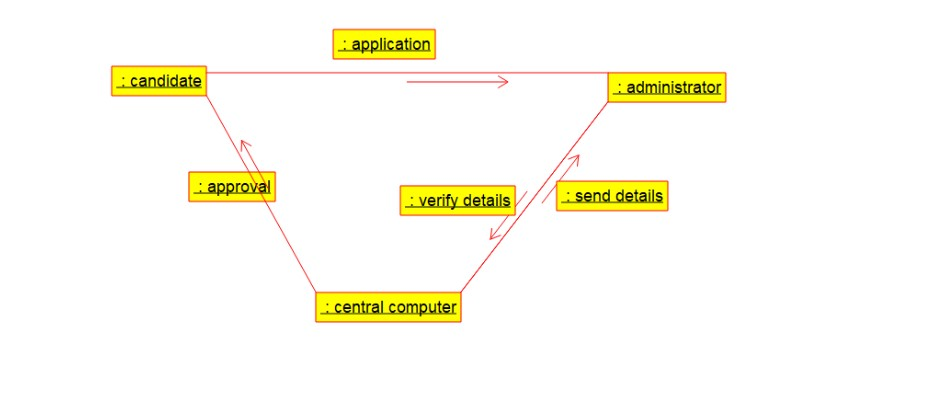 : application
: candidate
: administrator
: approval
: verify details
: send details
: central computer